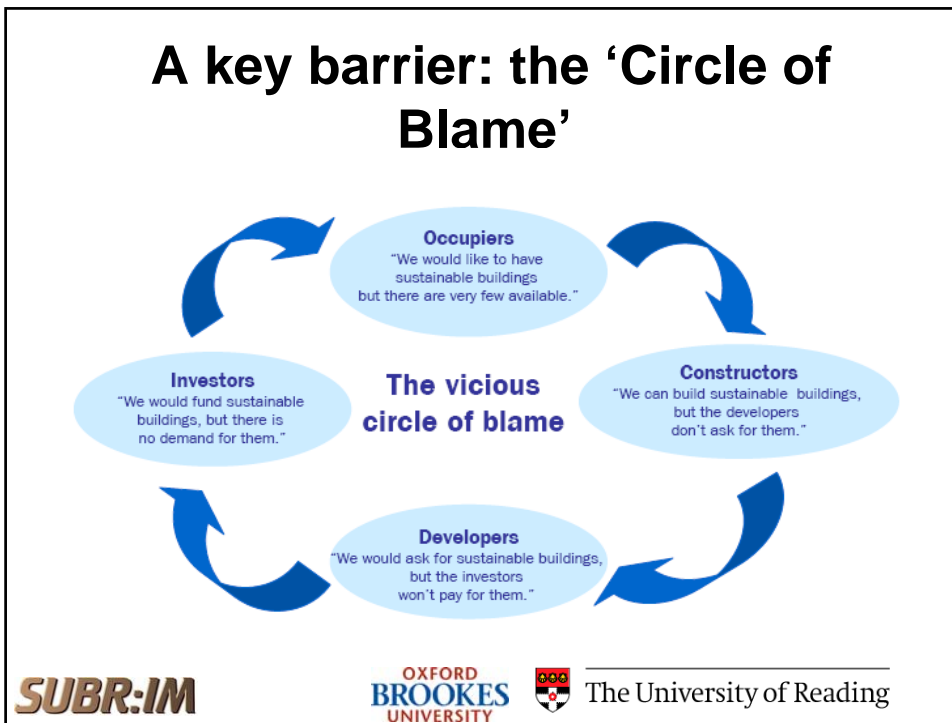 A key barrier: the ‘Circle of
Blame’
Occupiers
“We would like to have
sustainable buildings
but there are very few available.”
Investors
“We would fund sustainable
buildings, but there is
no demand for them.”
The vicious
circle of blame
Constructors
“We can build sustainable buildings,
but the developers
don’t ask for them.”
Developers
“We would ask for sustainable buildings,
but the investors
won’t pay for them.”
SUBR:IM
OXFORD
BROOKES
UNIVERSITY
The University of Reading